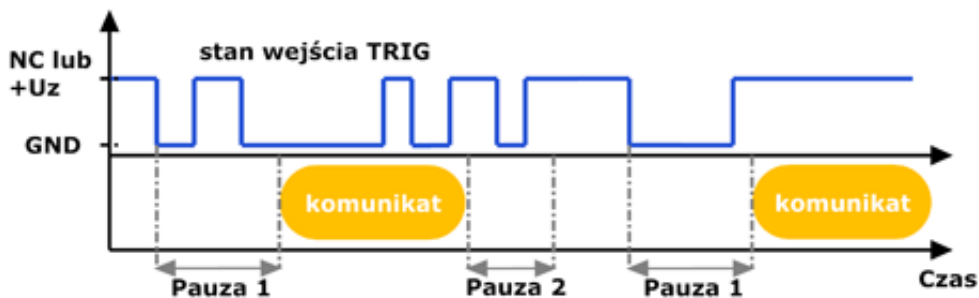 NC lub
+Uz
stan wejścia TRIG
GND
komunikat
komunikat
Pauza 1
Pauza 2
Pauza 1
Czas